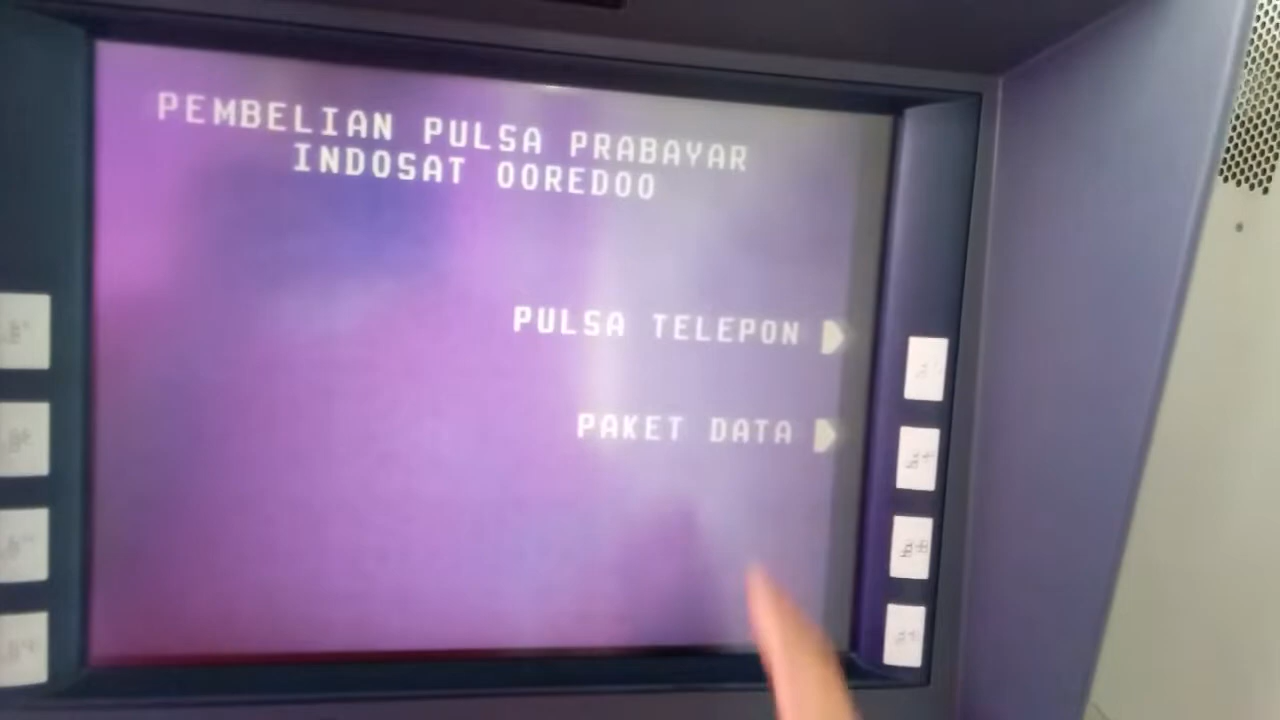 PEMBELIAN PULSA PRABAYAR
INDOSAT OOREDOO
PULSA TELEPON
PAKET DATA